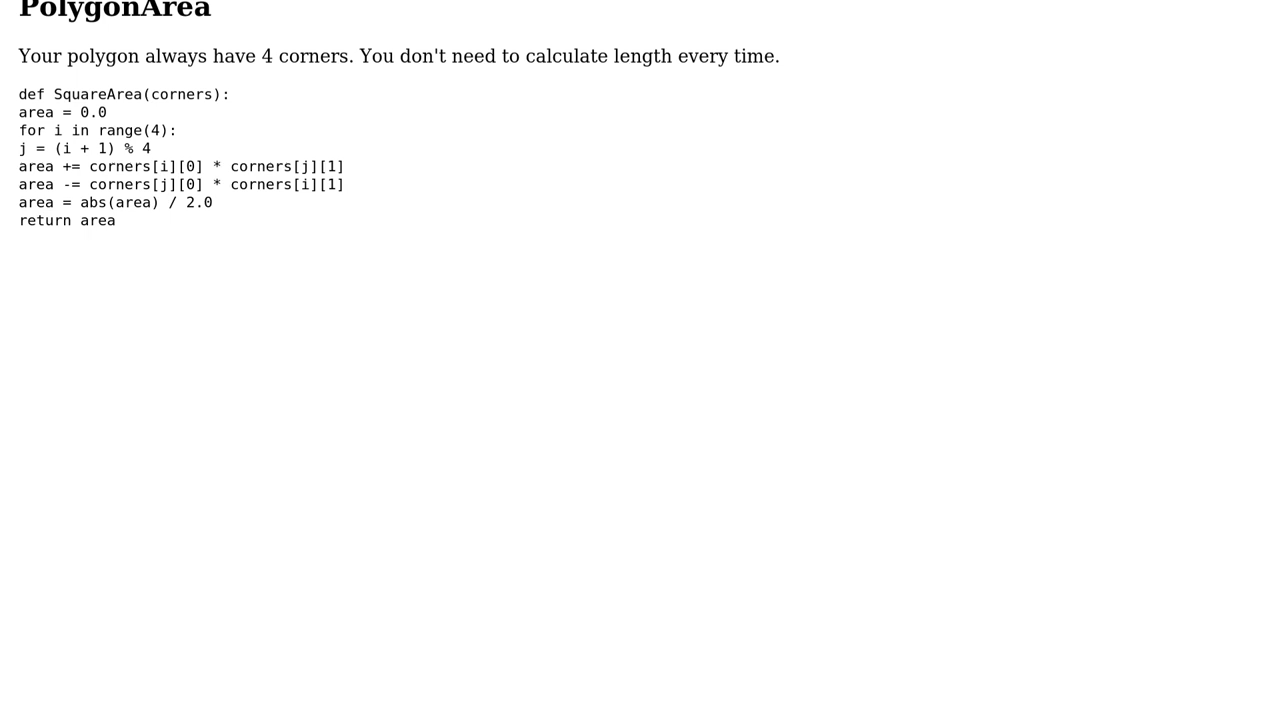 PolygonArea
Your polygon always have 4 corners. You don't need to calculate length every time.
def SquareArea(corners):
area = 0.0
for i in range(4):
j = (i + 1) % 4
area += corners[i][0] * corners[j][1]
area -= corners[j][0] * corners[i][1]
area = abs(area) / 2.0
return area